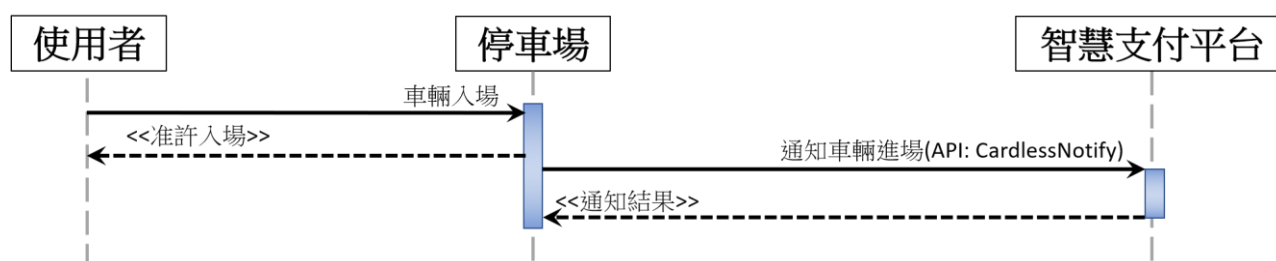 使用者
停車場
智慧支付平台
車輛入場
<<准許入場>>
通知車輛進場(API: CardlessNotify)
<<通知結果>>